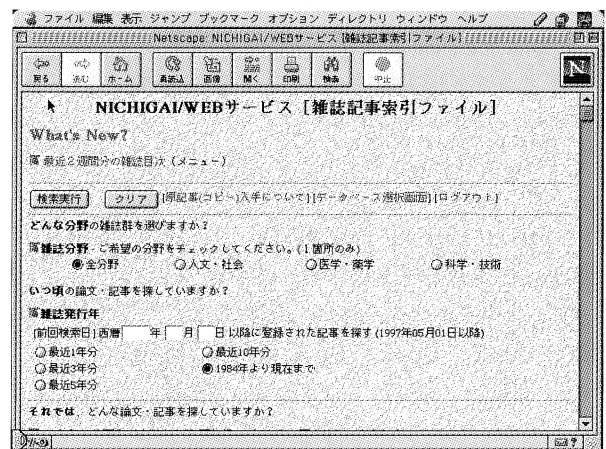 ファイル 編集 表示 ジャンプ ブックマーク オプション ディレクトリ ウィンドウ ヘルプ
Netscape: NICHIGAI/WEBサービス [雑誌記事索引ファイル]
戻る 進む ホーム 再読込 画像 開く 印刷 検索 中止
N
NICHIGAI/WEBサービス [雑誌記事索引ファイル]
What's New?
最近2週間分の雑誌目次 (メニュー)
検索実行 クリア [原記事(コピー)入手について] [データベース選択画面] [ログアウト]
どんな分野の雑誌群を選びますか?
雑誌分野 - ご希望の分野をチェックしてください。(1箇所のみ)
全分野 人文・社会 医学・薬学 科学・技術
いつ頃の論文・記事を探していますか?
雑誌発行年
[前回検索日] 西暦 年 月 日 以降に登録された記事を探す (1997年05月01日以降)
最近1年分 最近10年分
最近3年分 1984年より現在まで
最近5年分
それでは、どんな論文・記事を探していますか?